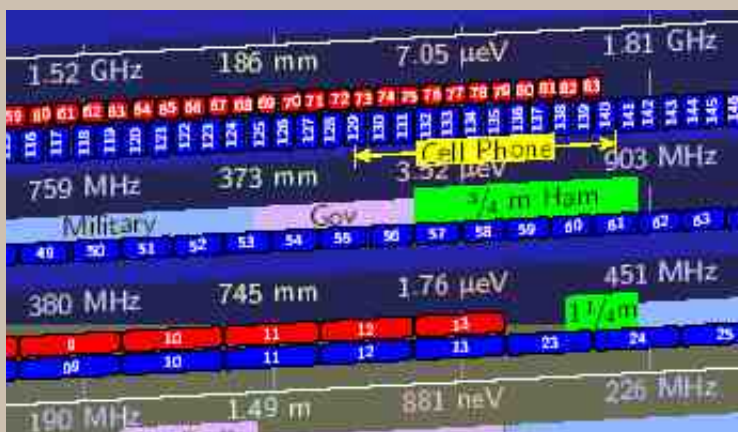 1.52 GHz 186 mm 7.05 µeV 1.81 GHz
59 60 61 62 63 64 65 66 67 68 69 70 71 72 73 74 75 76 77 78 79 80 81 82 83
116 117 118 119 120 121 122 123 124 125 126 127 128 129 130 131 132 133 134 135 136 137 138 139 140 141 142 143 144 145 146
Cell Phone
759 MHz 373 mm 3.52 µeV 903 MHz
Military Gov 3/4 m Ham
49 50 51 52 53 54 55 56 57 58 59 60 61 62 63
380 MHz 745 mm 1.76 µeV 451 MHz
1 1/4 m
9 10 11 12 13
09 10 11 12 13 23 24 25
190 MHz 1.49 m 881 neV 226 MHz